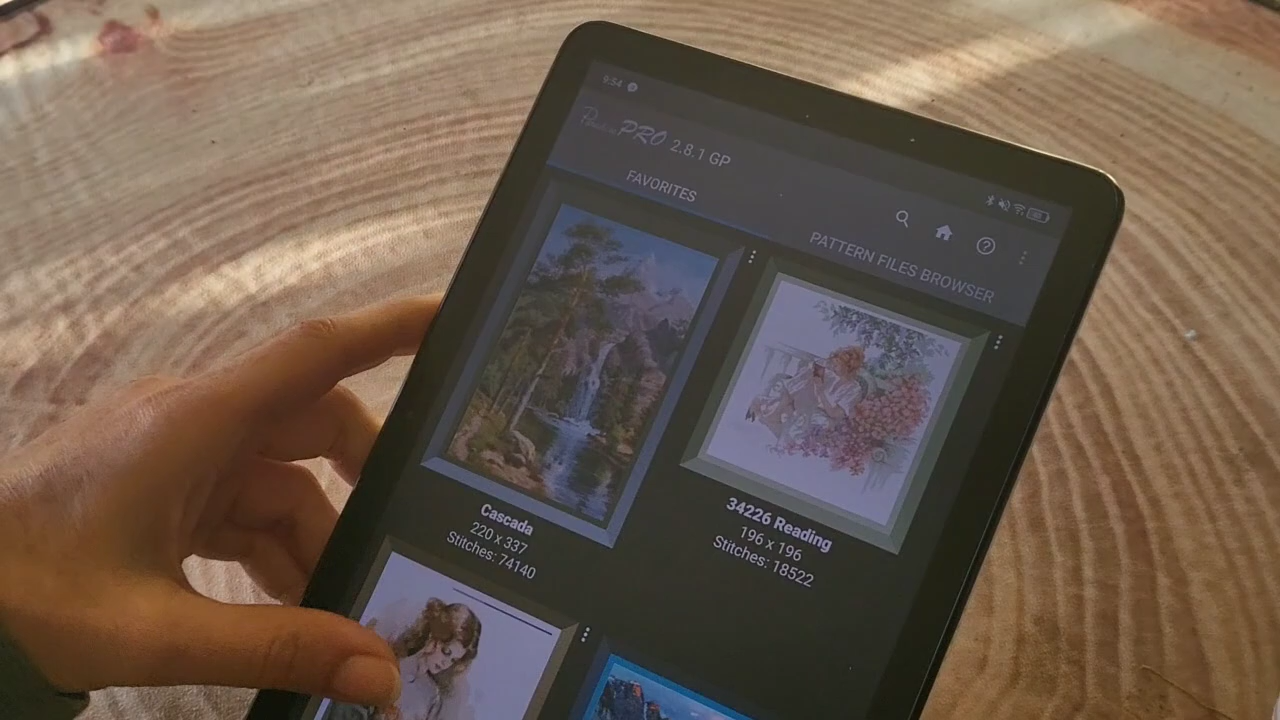 9:54
PRO 2.8.1 GP
FAVORITES
PATTERN FILES BROWSER
Cascada
220 x 337
Stitches: 74140
34226 Reading
196 x 196
Stitches: 18522